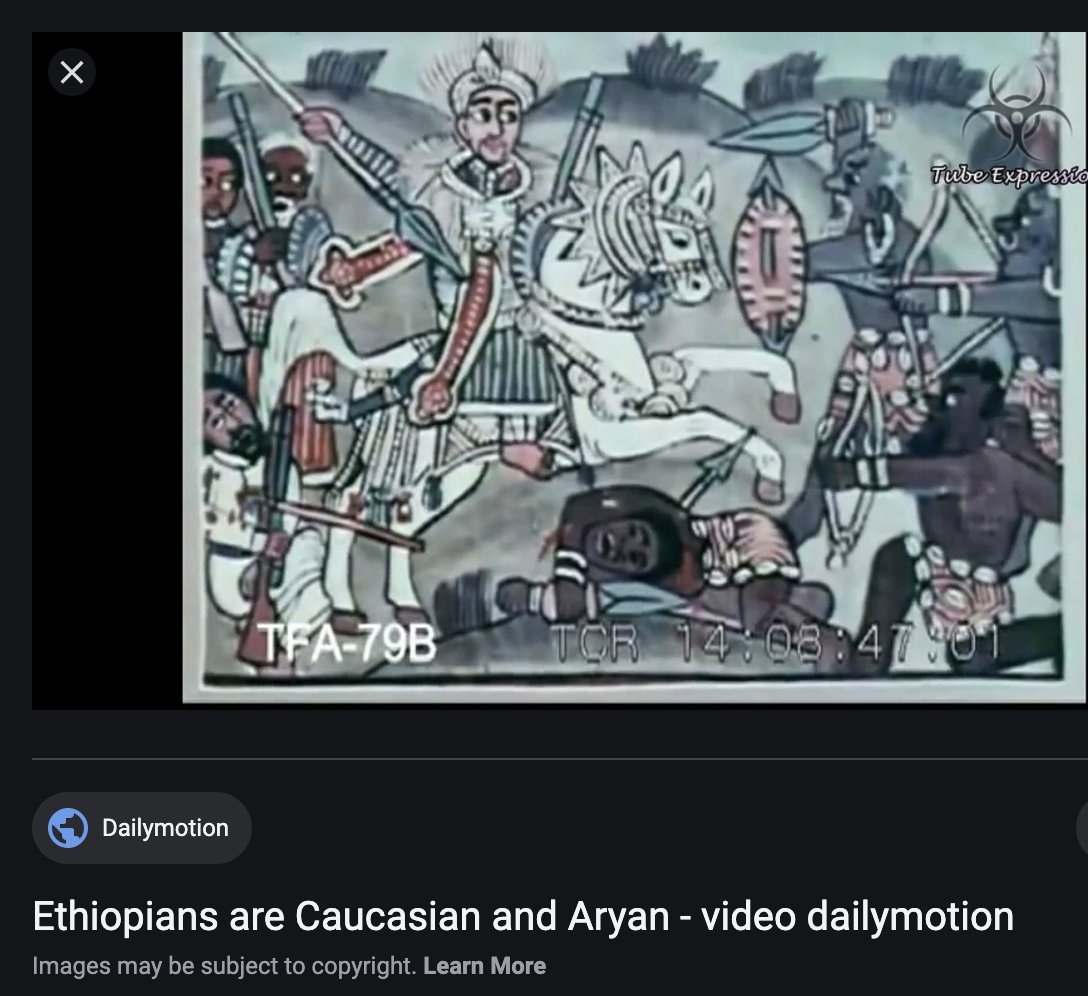 Tube Expressio
TFA-79B
TCR 14:08:47:01
Dailymotion
Ethiopians are Caucasian and Aryan - video dailymotion
Images may be subject to copyright. Learn More